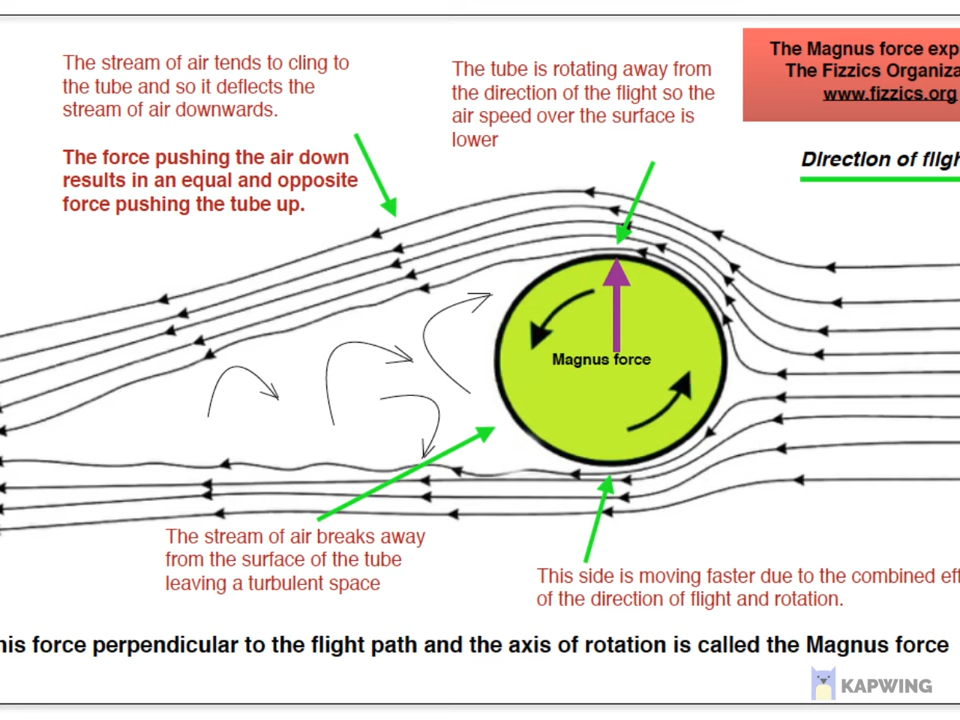 The stream of air tends to cling to
the tube and so it deflects the
stream of air downwards.
The force pushing the air down
results in an equal and opposite
force pushing the tube up.
The tube is rotating away from
the direction of the flight so the
air speed over the surface is
lower
The Magnus force exp
The Fizzics Organiza
www.fizzics.org
Direction of fligh
Magnus force
The stream of air breaks away
from the surface of the tube
leaving a turbulent space
This side is moving faster due to the combined eff
of the direction of flight and rotation.
his force perpendicular to the flight path and the axis of rotation is called the Magnus force
KAPWING